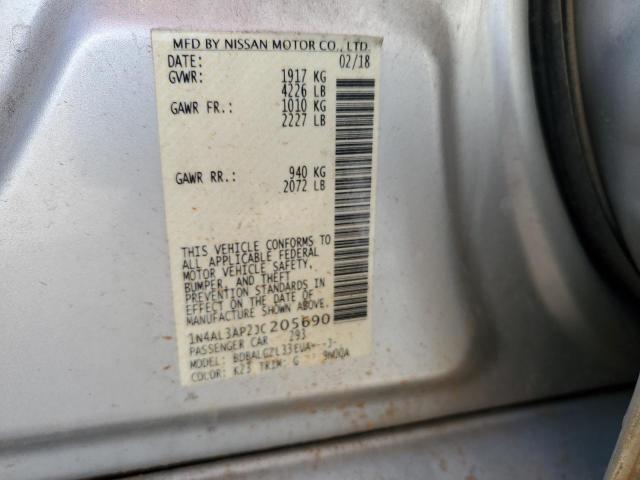 MFD BY NISSAN MOTOR CO., LTD.
DATE: 02/18
GVWR: 1917 KG
4226 LB
GAWR FR.: 1010 KG
2227 LB
GAWR RR.: 940 KG
2072 LB
THIS VEHICLE CONFORMS TO
ALL APPLICABLE FEDERAL
MOTOR VEHICLE SAFETY,
BUMPER, AND THEFT
PREVENTION STANDARDS IN
EFFECT ON THE DATE OF
MANUFACTURE SHOWN ABOVE.
1N4AL3AP2JC205690
PASSENGER CAR 293
MODEL: BDBALGZL33EUA---J-
COLOR: K23 TRIM: G